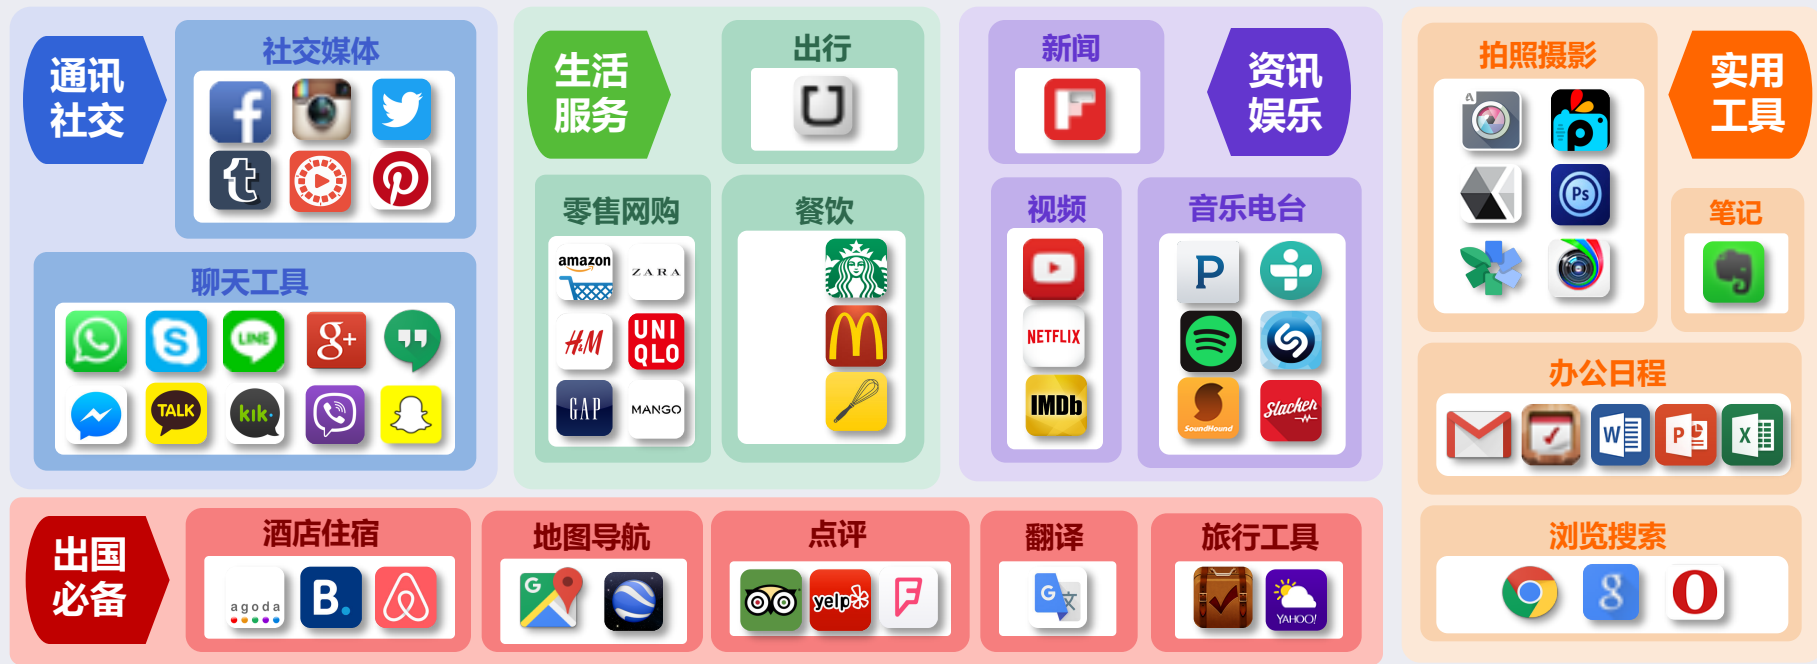 通讯
社交
社交媒体
f
t
聊天工具
S
LINE
g+
TALK
kik
生活
服务
出行
U
零售网购
amazon
ZARA
H&M
UNI
QLO
GAP
MANGO
餐饮
M
资讯
娱乐
新闻
F
视频
NETFLIX
IMDb
音乐电台
P
SoundHound
Slacker
实用
工具
拍照摄影
A
p
Ps
笔记
办公日程
M
W
P
X
浏览搜索
g
O
出国
必备
酒店住宿
agoda
B.
地图导航
G
点评
yelp
翻译
G
文
旅行工具
YAHOO!